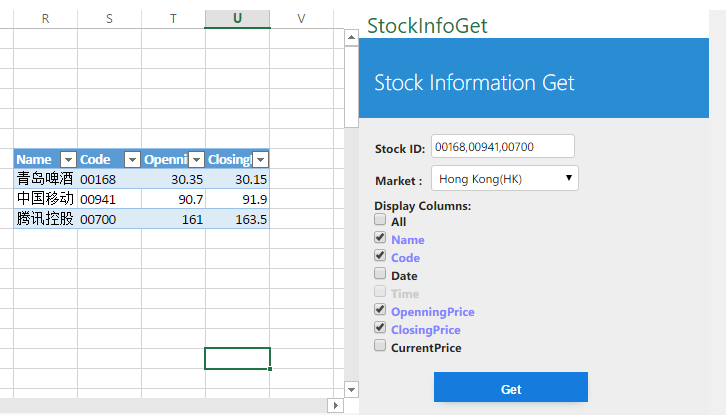 R S T U V
Name Code Openni Closingl
青岛啤酒 00168 30.35 30.15
中国移动 00941 90.7 91.9
腾讯控股 00700 161 163.5
StockInfoGet
Stock Information Get
Stock ID: 00168,00941,00700
Market : Hong Kong(HK)
Display Columns:
All
Name
Code
Date
Time
OpenningPrice
ClosingPrice
CurrentPrice
Get